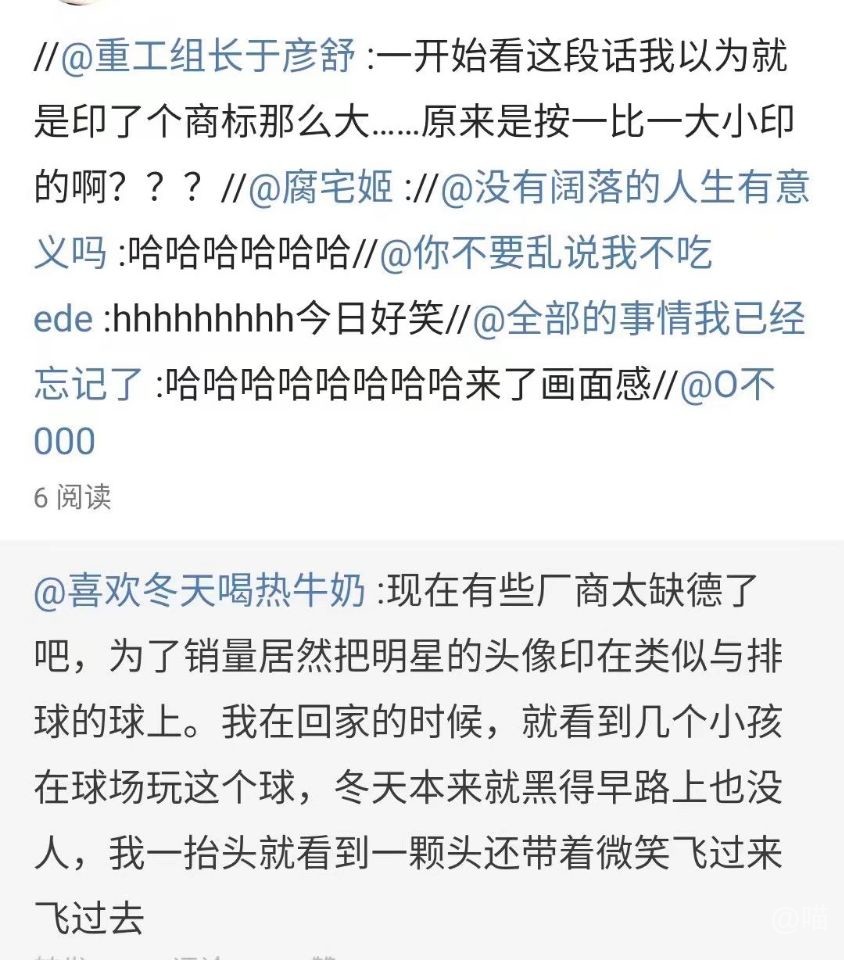 //@重工组长于彦舒 :一开始看这段话我以为就
是印了个商标那么大……原来是按一比一大小印
的啊？？？//@腐宅姬 ://@没有阔落的人生有意
义吗 :哈哈哈哈哈哈//@你不要乱说我不吃
ede :hhhhhhhhhh今日好笑//@全部的事情我已经
忘记了 :哈哈哈哈哈哈哈哈来了画面感//@O不
000
6 阅读
@喜欢冬天喝热牛奶 :现在有些厂商太缺德了
吧，为了销量居然把明星的头像印在类似与排
球的球上。我在回家的时候，就看到几个小孩
在球场玩这个球，冬天本来就黑得早路上也没
人，我一抬头就看到一颗头还带着微笑飞过来
飞过去
@喵